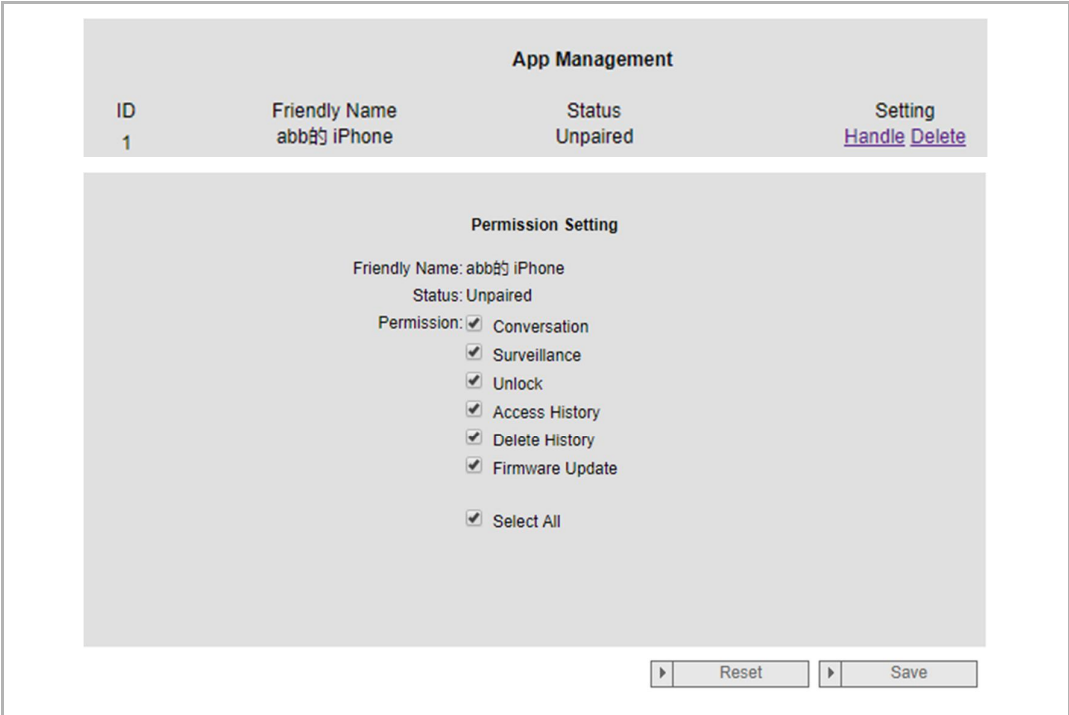 App Management
ID Friendly Name Status Setting
1 abb的 iPhone Unpaired Handle Delete
Permission Setting
Friendly Name: abb的 iPhone
Status: Unpaired
Permission: Conversation
Surveillance
Unlock
Access History
Delete History
Firmware Update
Select All
Reset Save